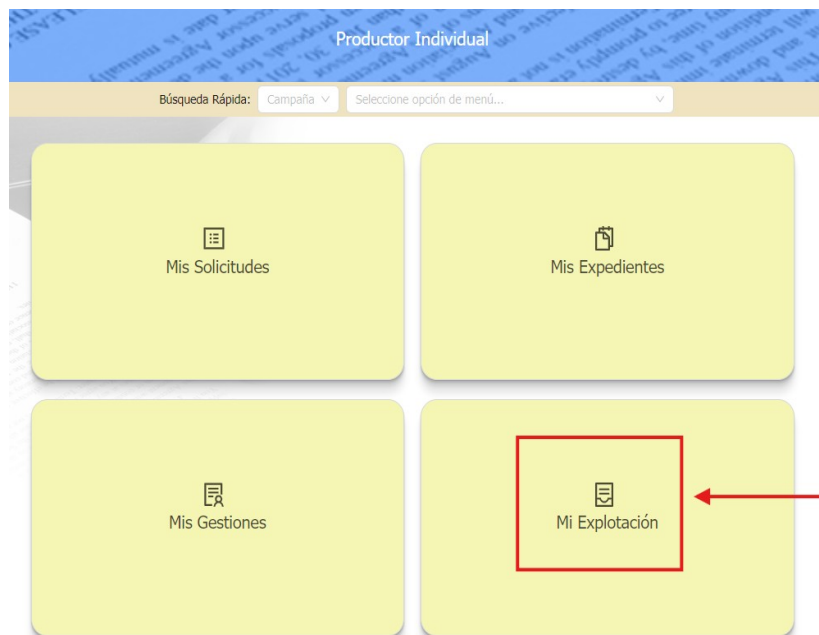 Productor Individual
Búsqueda Rápida: Campaña Seleccione opción de menú...
Mis Solicitudes
Mis Expedientes
Mis Gestiones
Mi Explotación